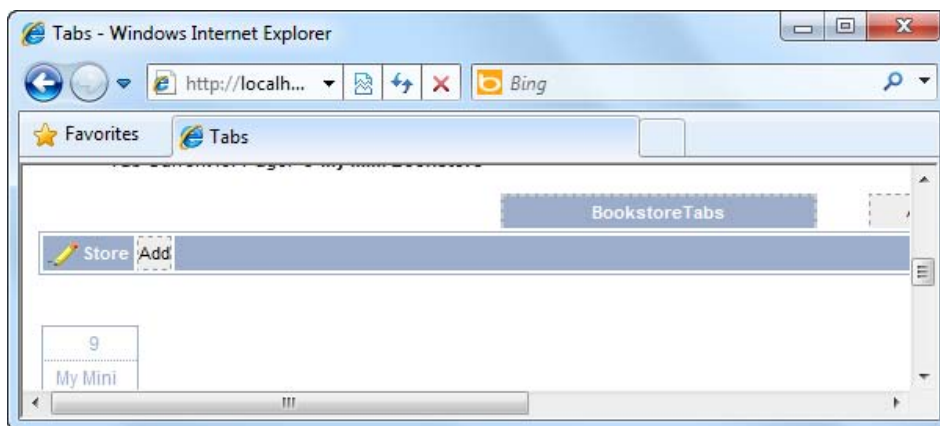 Tabs - Windows Internet Explorer
http://localh...
Bing
Favorites
Tabs
BookstoreTabs
Store Add
9
My Mini